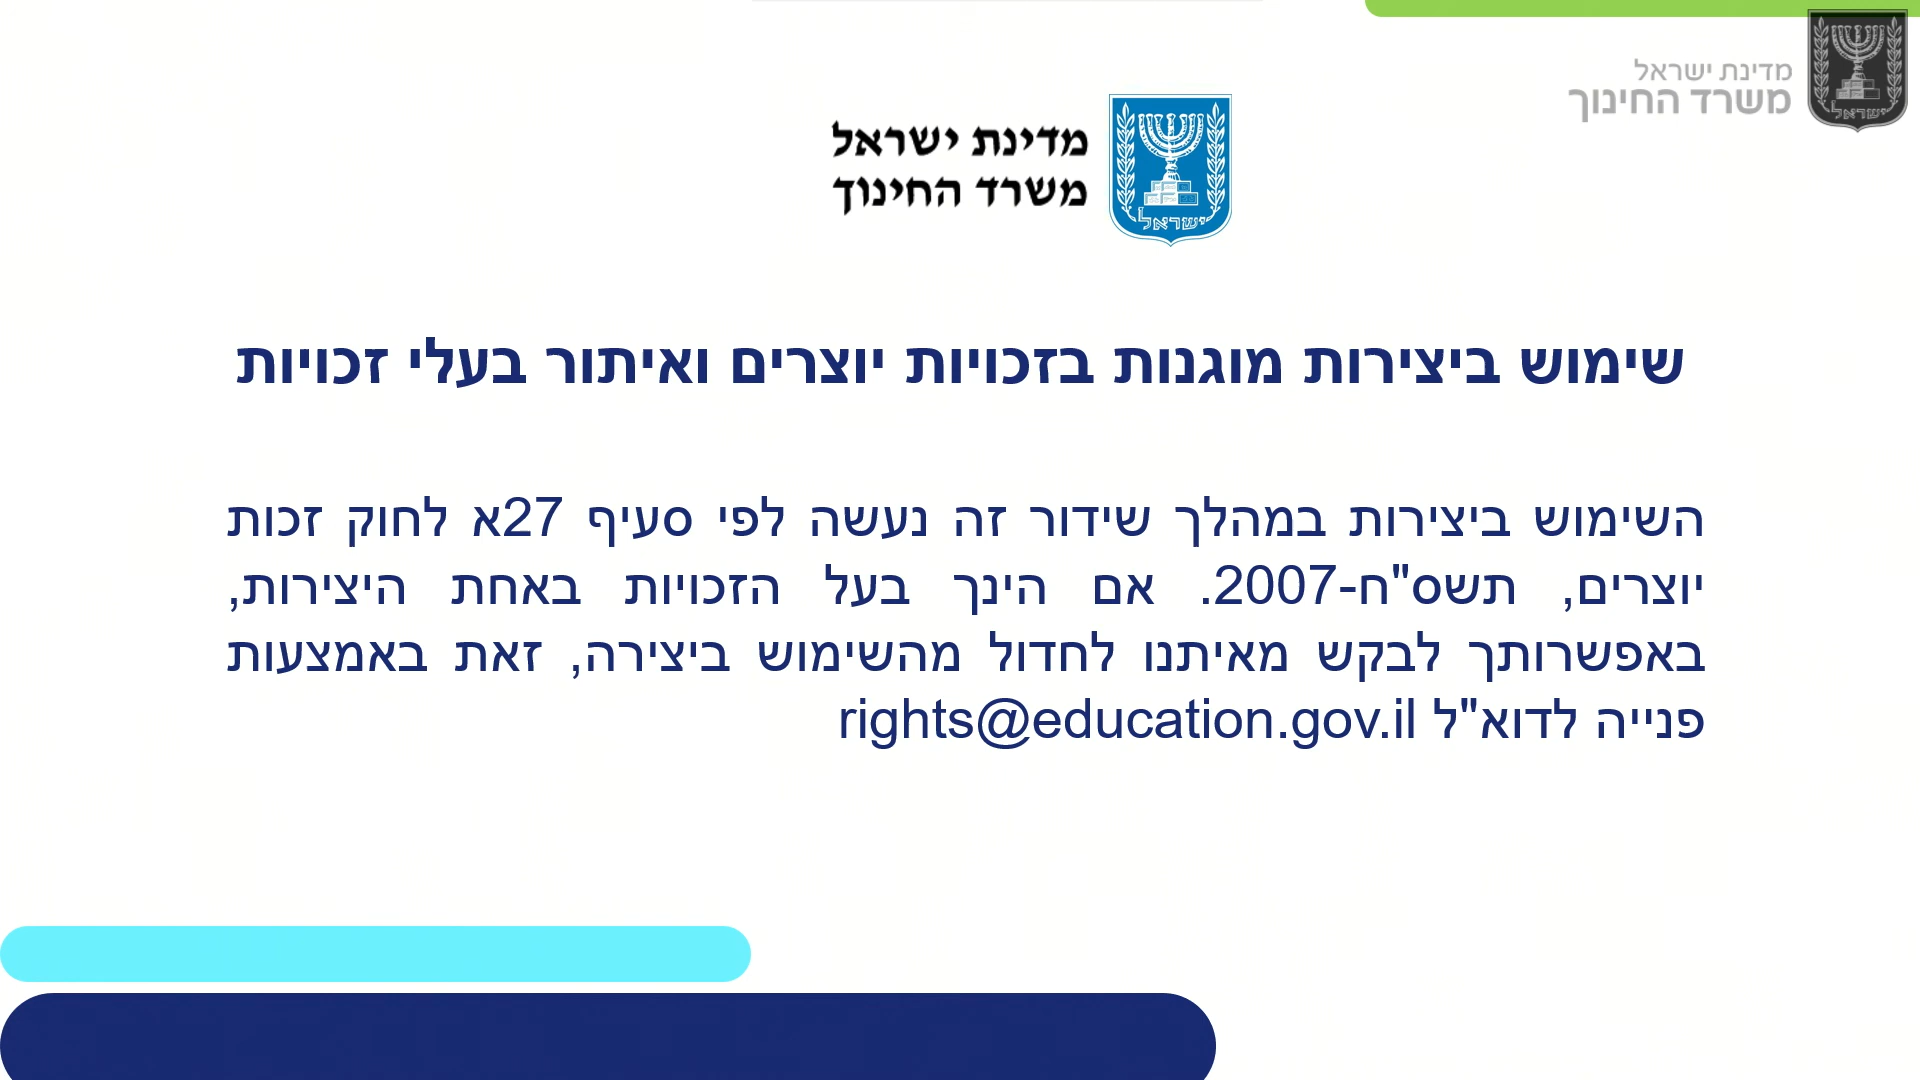 מדינת ישראל
משרד החינוך
ישראל
מדינת ישראל
משרד החינוך
ישראל
שימוש ביצירות מוגנות בזכויות יוצרים ואיתור בעלי זכויות
השימוש ביצירות במהלך שידור זה נעשה לפי סעיף 27א לחוק זכות
יוצרים, תשס"ח-2007. אם הינך בעל הזכויות באחת היצירות,
באפשרותך לבקש מאיתנו לחדול מהשימוש ביצירה, זאת באמצעות
פנייה לדוא"ל rights@education.gov.il